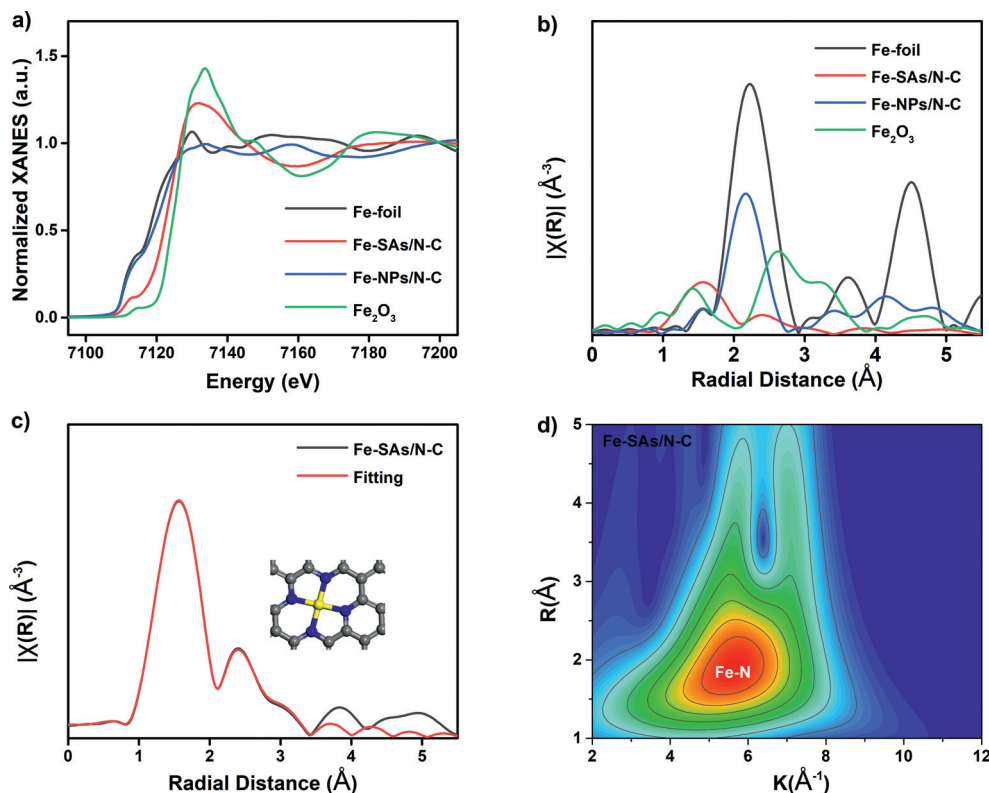 a)
Normalized XANES (a.u.)
1.5
1.0
0.5
0.0
Fe-foil
Fe-SAs/N-C
Fe-NPs/N-C
Fe₂O₃
7100 7120 7140 7160 7180 7200
Energy (eV)
b)
|χ(R)| (Å⁻³)
Fe-foil
Fe-SAs/N-C
Fe-NPs/N-C
Fe₂O₃
0 1 2 3 4 5
Radial Distance (Å)
c)
|χ(R)| (Å⁻³)
Fe-SAs/N-C
Fitting
0 1 2 3 4 5
Radial Distance (Å)
d)
R(Å)
5
4
3
2
1
Fe-SAs/N-C
Fe-N
2 4 6 8 10 12
K(Å⁻¹)